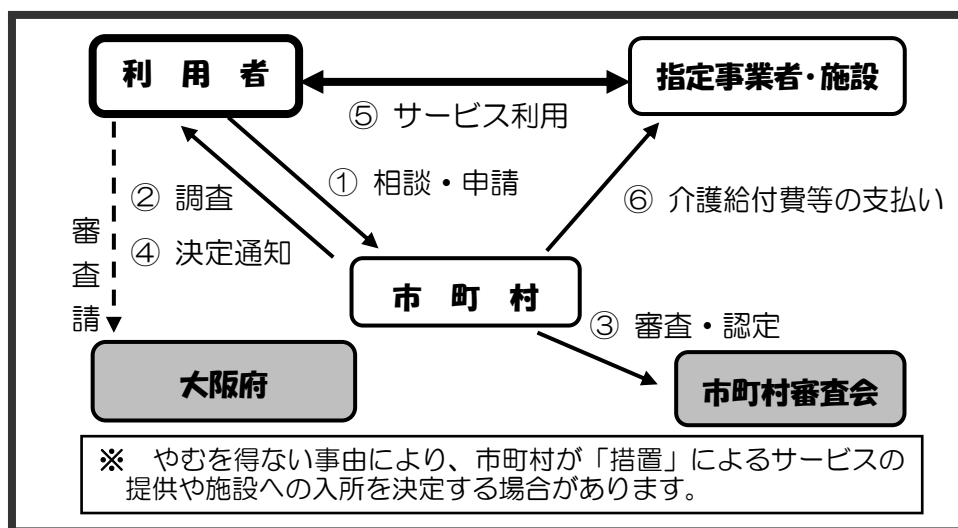 利　用　者
指定事業者・施設
⑤ サービス利用
① 相談・申請
② 調査
④ 決定通知
⑥ 介護給付費等の支払い
審査請
市　町　村
③ 審査・認定
大阪府
市町村審査会
※　やむを得ない事由により、市町村が「措置」によるサービスの
提供や施設への入所を決定する場合があります。